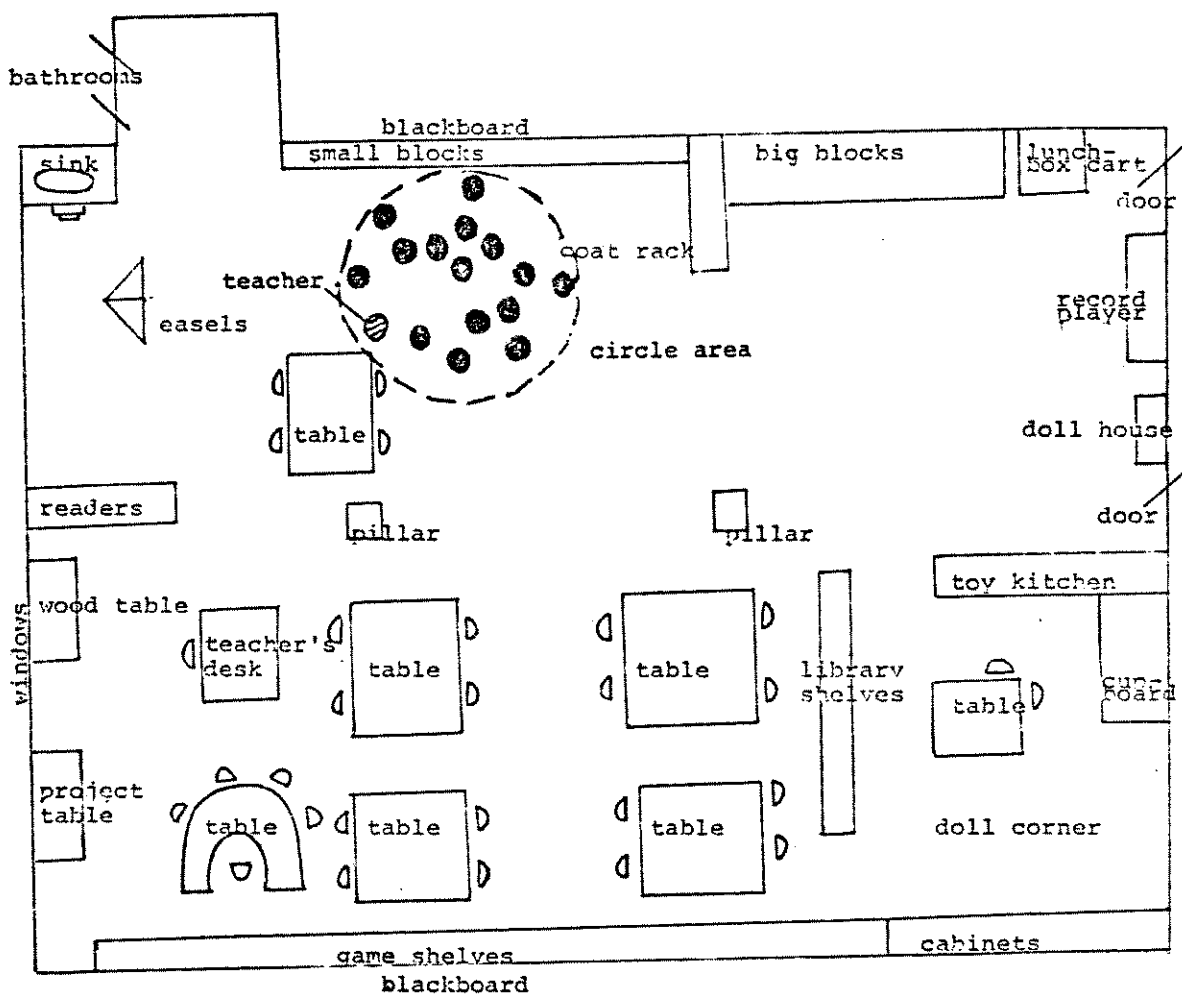 bathrooms
blackboard
sink
small blocks
big blocks
lunch-
box cart
door
coat rack
teacher
easels
record
player
circle area
table
doll house
readers
pillar
pillar
door
toy kitchen
wood table
windows
teacher's
desk
table
table
library
shelves
table
cup-
board
project
table
table
table
table
doll corner
game shelves
cabinets
blackboard